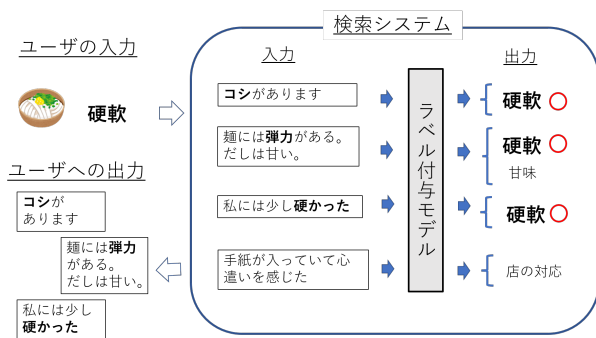 検索システム
ユーザの入力
硬軟
ユーザへの出力
コシが
あります
麺には弾力
がある。
だしは甘い。
私には少し
硬かった
入力
コシがあります
麺には弾力がある。
だしは甘い。
私には少し硬かった
手紙が入っていて心
遣いを感じた
ラベル付与モデル
出力
硬軟
硬軟
甘味
硬軟
店の対応